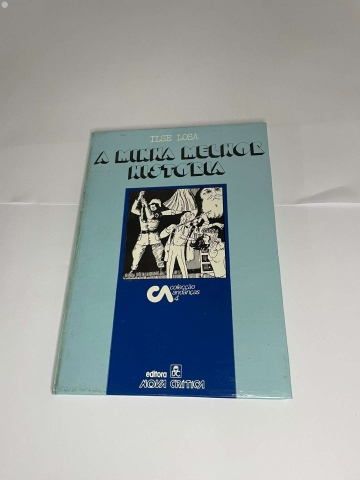 ILSE LOSA
A MINHA MELHOR
HISTÓRIA
CA
colecção
andanças
4
editora
NOVA CRÍTICA